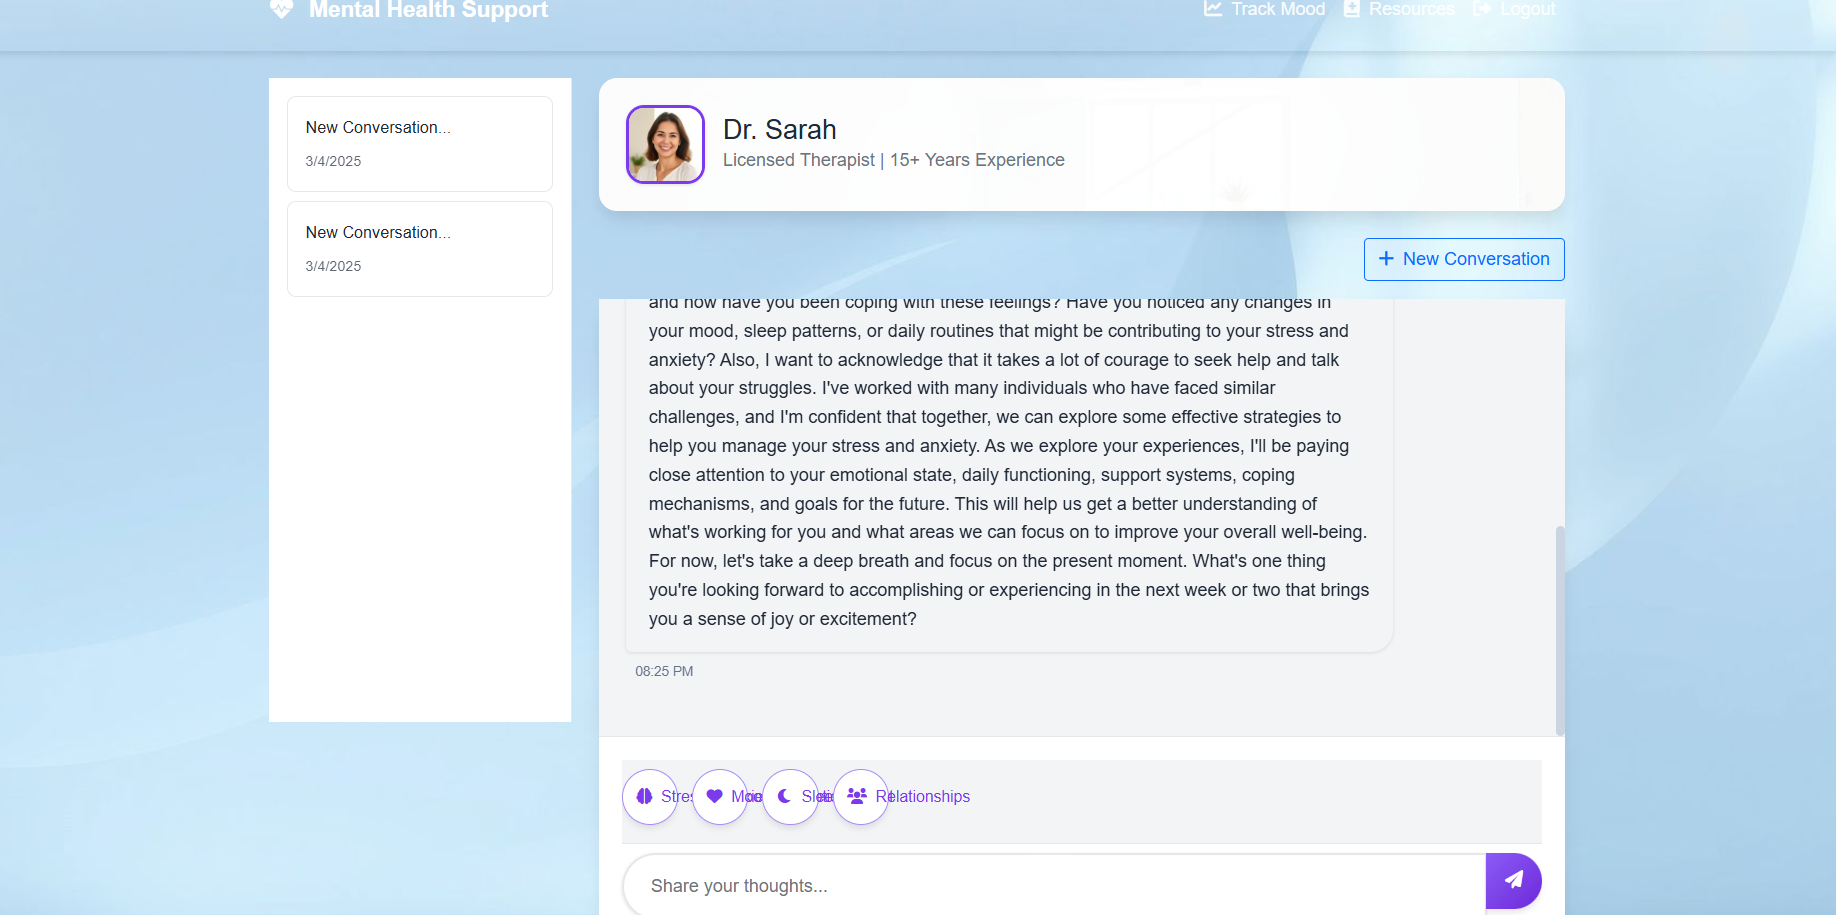 Mental Health Support
Track Mood
Resources
Logout
New Conversation...
3/4/2025
New Conversation...
3/4/2025
Dr. Sarah
Licensed Therapist | 15+ Years Experience
New Conversation
and how have you been coping with these feelings? Have you noticed any changes in
your mood, sleep patterns, or daily routines that might be contributing to your stress and
anxiety? Also, I want to acknowledge that it takes a lot of courage to seek help and talk
about your struggles. I've worked with many individuals who have faced similar
challenges, and I'm confident that together, we can explore some effective strategies to
help you manage your stress and anxiety. As we explore your experiences, I'll be paying
close attention to your emotional state, daily functioning, support systems, coping
mechanisms, and goals for the future. This will help us get a better understanding of
what's working for you and what areas we can focus on to improve your overall well-being.
For now, let's take a deep breath and focus on the present moment. What's one thing
you're looking forward to accomplishing or experiencing in the next week or two that brings
you a sense of joy or excitement?
08:25 PM
Relationships
Share your thoughts...